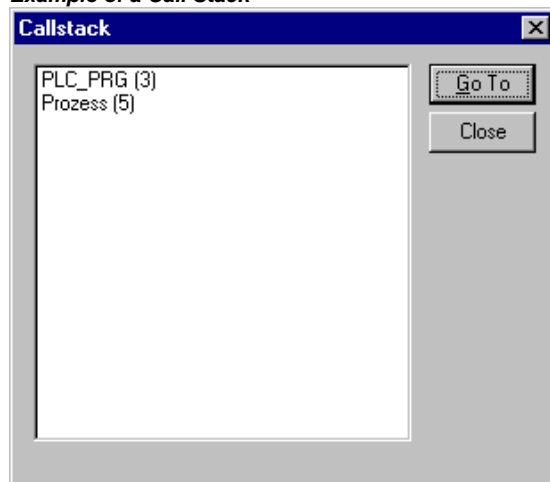 Example of a Call Stack
Callstack
PLC_PRG (3)
Prozess (5)
Go To
Close